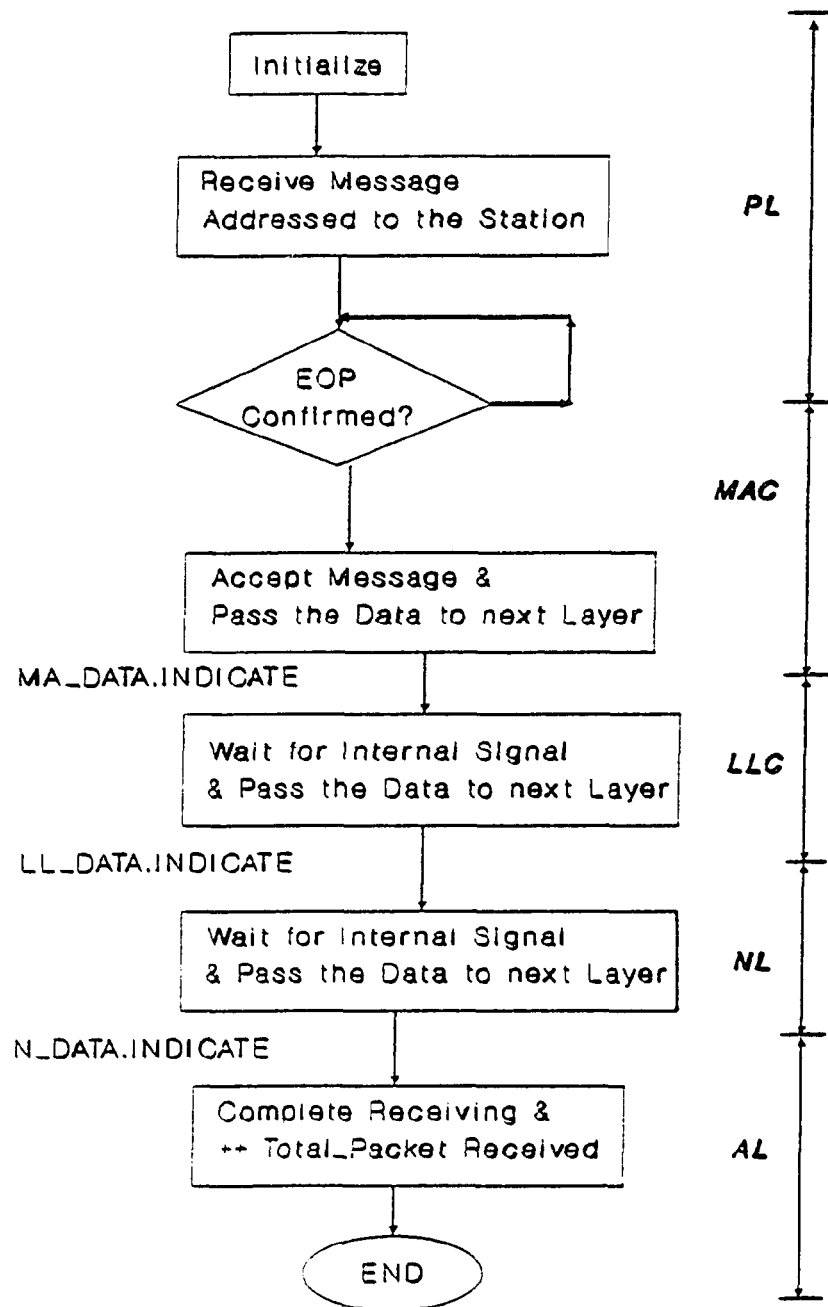 Initialize
Receive Message
Addressed to the Station
PL
EOP
Confirmed?
MAC
Accept Message &
Pass the Data to next Layer
MA_DATA.INDICATE
Wait for Internal Signal
& Pass the Data to next Layer
LLC
LL_DATA.INDICATE
Wait for Internal Signal
& Pass the Data to next Layer
NL
N_DATA.INDICATE
Complete Receiving &
++ Total_Packet Received
AL
END